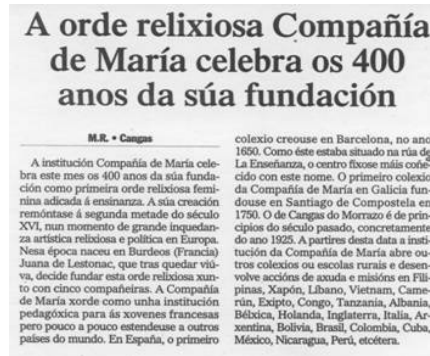 A orde relixiosa Compañía
de María celebra os 400
anos da súa fundación
M.R. • Cangas
A institución Compañía de María cele-
bra este mes os 400 anos da súa funda-
ción como primeira orde relixiosa femi-
nina adicada á ensinanza. A súa creación
remóntase á segunda metade do século
XVI, nun momento de grande inquedan-
za artística relixiosa e política en Europa.
Nesa época naceu en Burdeos (Francia)
Juana de Lestonac, que tras quedar viú-
va, decide fundar esta orde relixiosa xun-
to con cinco compañeiras. A Compañía
de María xorde como unha institución
pedagóxica para ás xovenes francesas
pero pouco a pouco estendeuse a outros
países do mundo. En España, o primeiro
colexio creouse en Barcelona, no ano
1650. Como éste estaba situado na rúa de
La Enseñanza, o centro fíxose máis coñe-
cido con este nome. O primeiro colexio
da Compañía de María en Galicia fun-
douse en Santiago de Compostela en
1750. O de Cangas do Morrazo é de prin-
cipios do século pasado, concretamente
do ano 1925. A partires desta data a insti-
tución da Compañía de María abre ou-
tros colexios ou escolas rurais e desen-
volve accións de axuda e misións en Fili-
pinas, Xapón, Líbano, Vietnam, Came-
rún, Exipto, Congo, Tanzania, Albania,
Bélxica, Holanda, Inglaterra, Italia, Ar-
xentina, Bolivia, Brasil, Colombia, Cuba,
México, Nicaragua, Perú, etcétera.